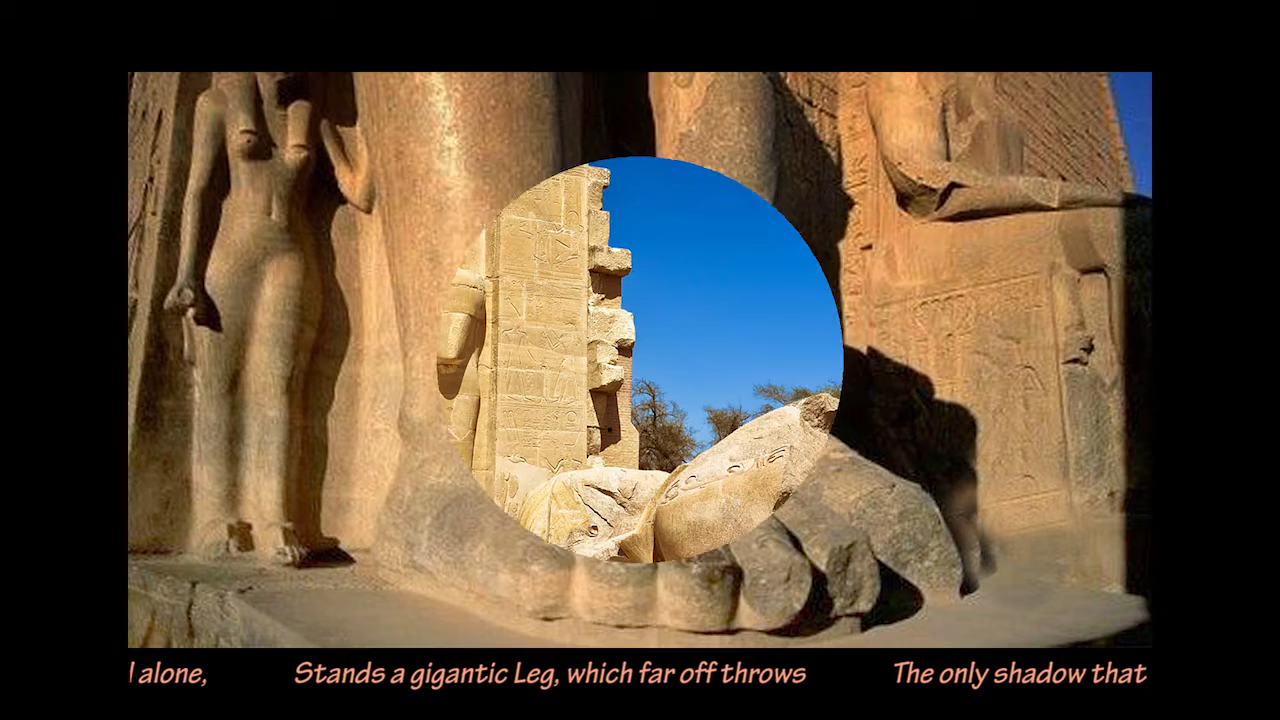 alone, Stands a gigantic Leg, which far off throws The only shadow that